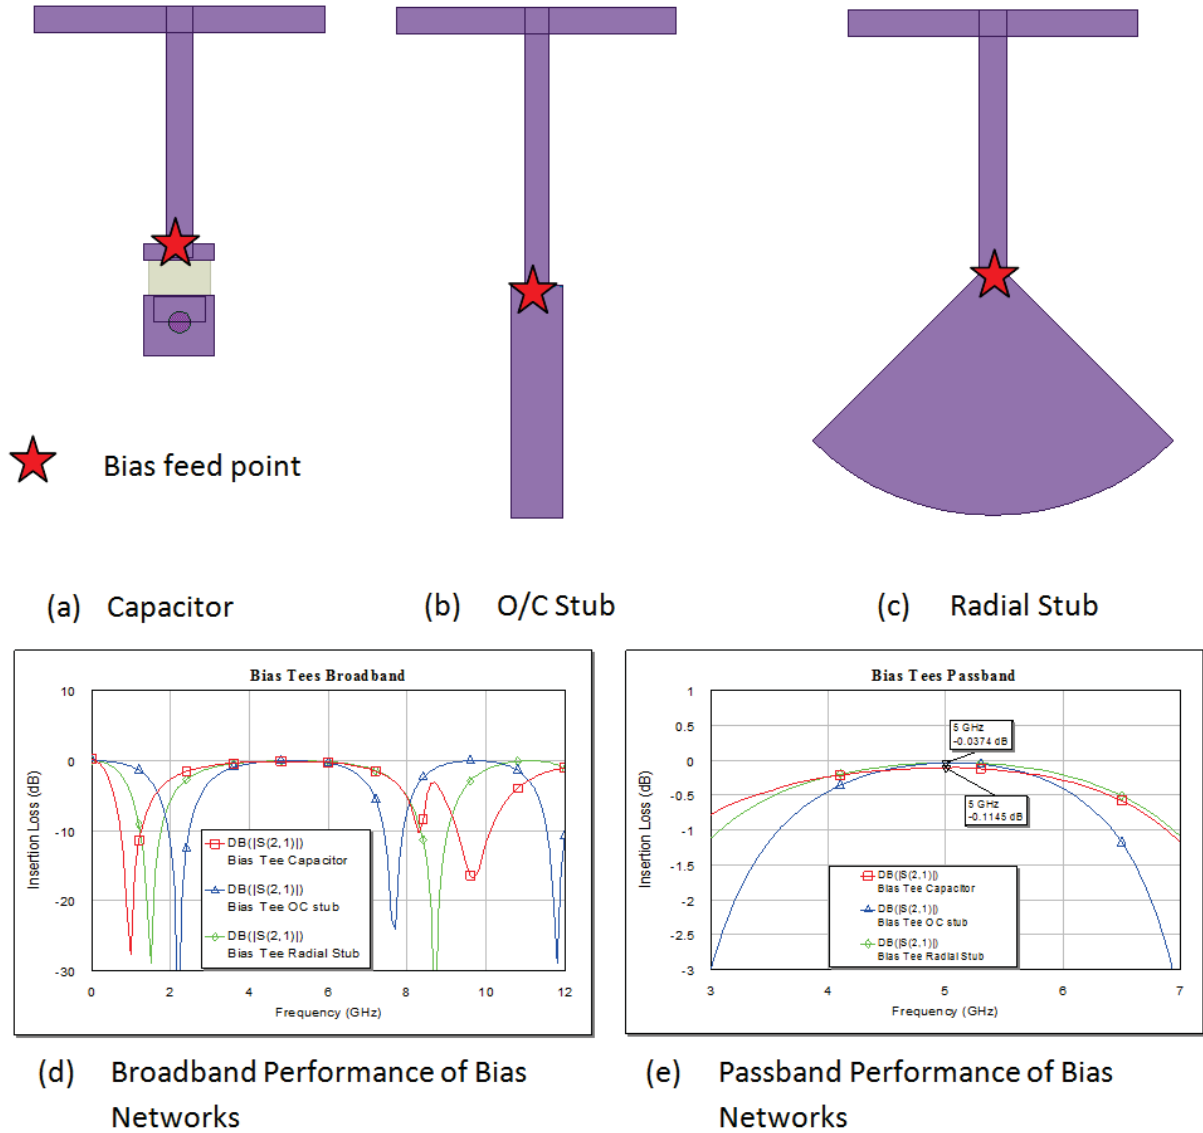 Bias feed point
(a) Capacitor
(b) O/C Stub
(c) Radial Stub
Bias Tees Broadband
10
0
-10
-20
-30
Insertion Loss (dB)
DB(|S(2,1)|)
Bias Tee Capacitor
DB(|S(2,1)|)
Bias Tee OC stub
DB(|S(2,1)|)
Bias Tee Radial Stub
0 2 4 6 8 10 12
Frequency (GHz)
Bias Tees Passband
1
0.5
0
-0.5
-1
-1.5
-2
-2.5
-3
Insertion Loss (dB)
5 GHz
-0.0374 dB
5 GHz
-0.1145 dB
DB(|S(2,1)|)
Bias Tee Capacitor
DB(|S(2,1)|)
Bias Tee OC stub
DB(|S(2,1)|)
Bias Tee Radial Stub
3 4 5 6 7
Frequency (GHz)
(d) Broadband Performance of Bias
Networks
(e) Passband Performance of Bias
Networks